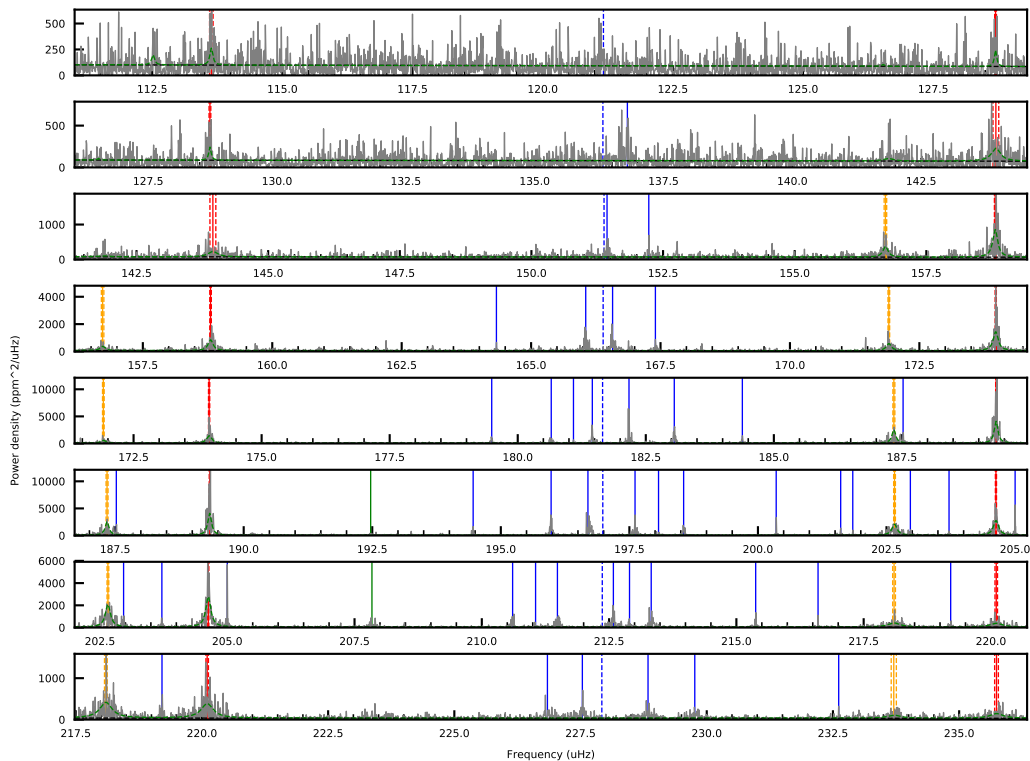 500
250
0
112.5 115.0 117.5 120.0 122.5 125.0 127.5
500
0
127.5 130.0 132.5 135.0 137.5 140.0 142.5
1000
0
142.5 145.0 147.5 150.0 152.5 155.0 157.5
4000
2000
0
157.5 160.0 162.5 165.0 167.5 170.0 172.5
10000
5000
0
172.5 175.0 177.5 180.0 182.5 185.0 187.5
10000
5000
0
187.5 190.0 192.5 195.0 197.5 200.0 202.5 205.0
6000
4000
2000
0
202.5 205.0 207.5 210.0 212.5 215.0 217.5 220.0
1000
0
217.5 220.0 222.5 225.0 227.5 230.0 232.5 235.0
Power density (ppm^2/uHz)
Frequency (uHz)